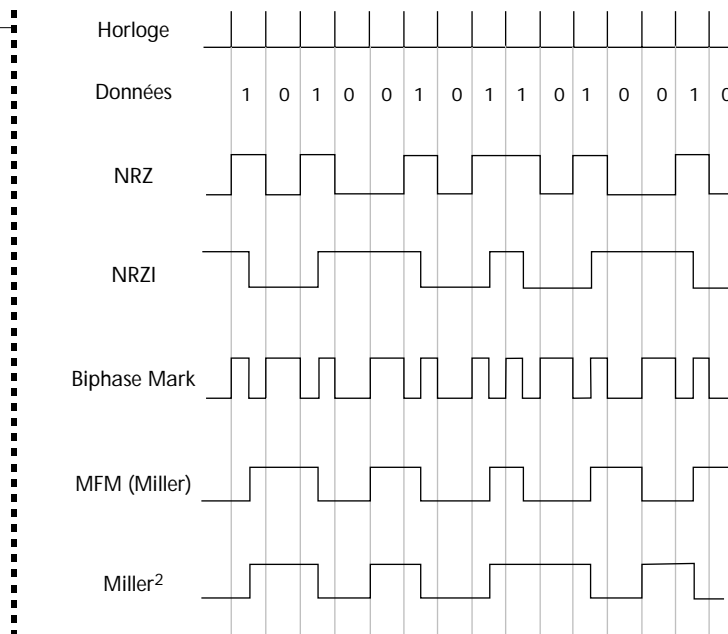 Horloge
Données 1 0 1 0 0 1 0 1 1 0 1 0 0 1 0
NRZ
NRZI
Biphase Mark
MFM (Miller)
Miller²